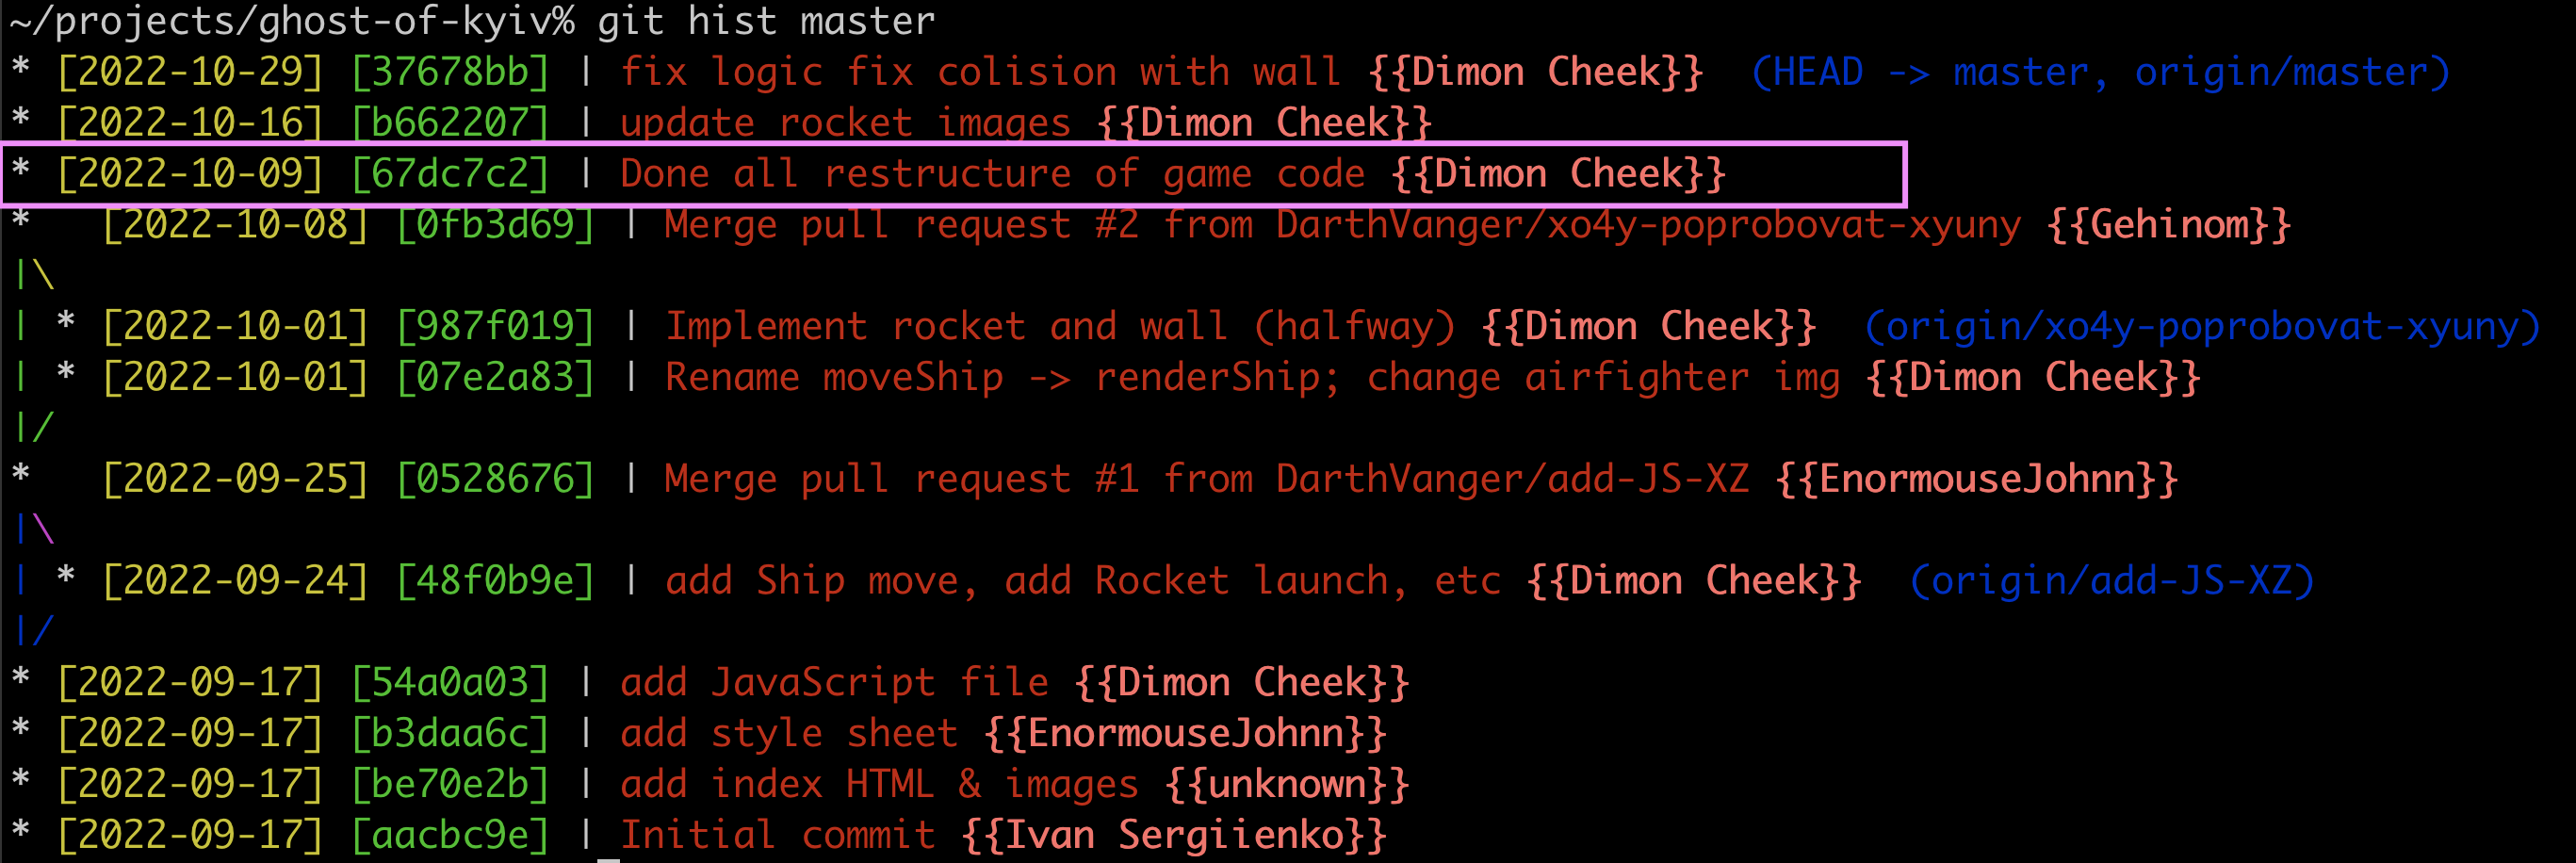 ~/projects/ghost-of-kyiv% git hist master
* [2022-10-29] [37678bb] | fix logic fix colision with wall {{Dimon Cheek}}  (HEAD -> master, origin/master)
* [2022-10-16] [b662207] | update rocket images {{Dimon Cheek}}
* [2022-10-09] [67dc7c2] | Done all restructure of game code {{Dimon Cheek}}
*   [2022-10-08] [0fb3d69] | Merge pull request #2 from DarthVanger/xo4y-poprobovat-xyuny {{Gehinom}}
|\
| * [2022-10-01] [987f019] | Implement rocket and wall (halfway) {{Dimon Cheek}}  (origin/xo4y-poprobovat-xyuny)
| * [2022-10-01] [07e2a83] | Rename moveShip -> renderShip; change airfighter img {{Dimon Cheek}}
|/
*   [2022-09-25] [0528676] | Merge pull request #1 from DarthVanger/add-JS-XZ {{EnormouseJohnn}}
|\
| * [2022-09-24] [48f0b9e] | add Ship move, add Rocket launch, etc {{Dimon Cheek}}  (origin/add-JS-XZ)
|/
* [2022-09-17] [54a0a03] | add JavaScript file {{Dimon Cheek}}
* [2022-09-17] [b3daa6c] | add style sheet {{EnormouseJohnn}}
* [2022-09-17] [be70e2b] | add index HTML & images {{unknown}}
* [2022-09-17] [aacbc9e] | Initial commit {{Ivan Sergiienko}}